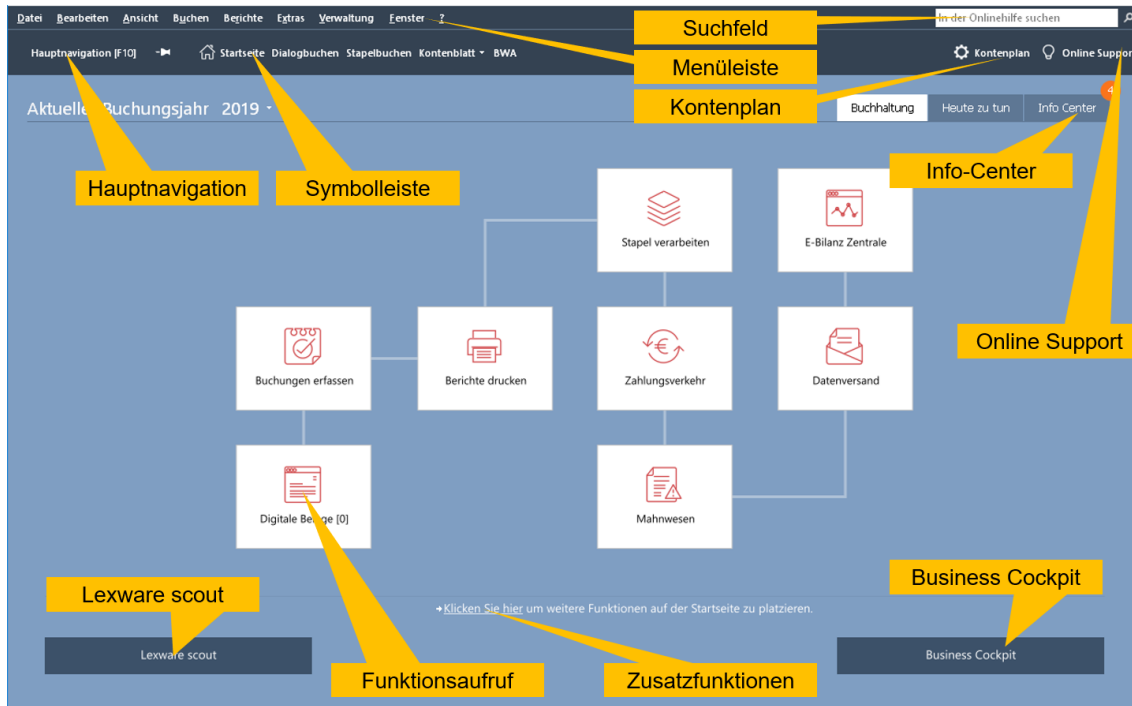 Datei Bearbeiten Ansicht Buchen Berichte Extras Verwaltung Fenster ?
In der Onlinehilfe suchen
Suchfeld
Hauptnavigation [F10] Startseite Dialogbuchen Stapelbuchen Kontenblatt BWA
Menüleiste
Kontenplan Online Support
Kontenplan
Aktuelles Buchungsjahr 2019
Buchhaltung Heute zu tun Info Center 4
Hauptnavigation
Symbolleiste
Info-Center
Stapel verarbeiten
E-Bilanz Zentrale
Online Support
Buchungen erfassen
Berichte drucken
Zahlungsverkehr
Datenversand
Digitale Belege [0]
Mahnwesen
Lexware scout
Business Cockpit
Klicken Sie hier um weitere Funktionen auf der Startseite zu platzieren.
Lexware scout
Business Cockpit
Funktionsaufruf
Zusatzfunktionen